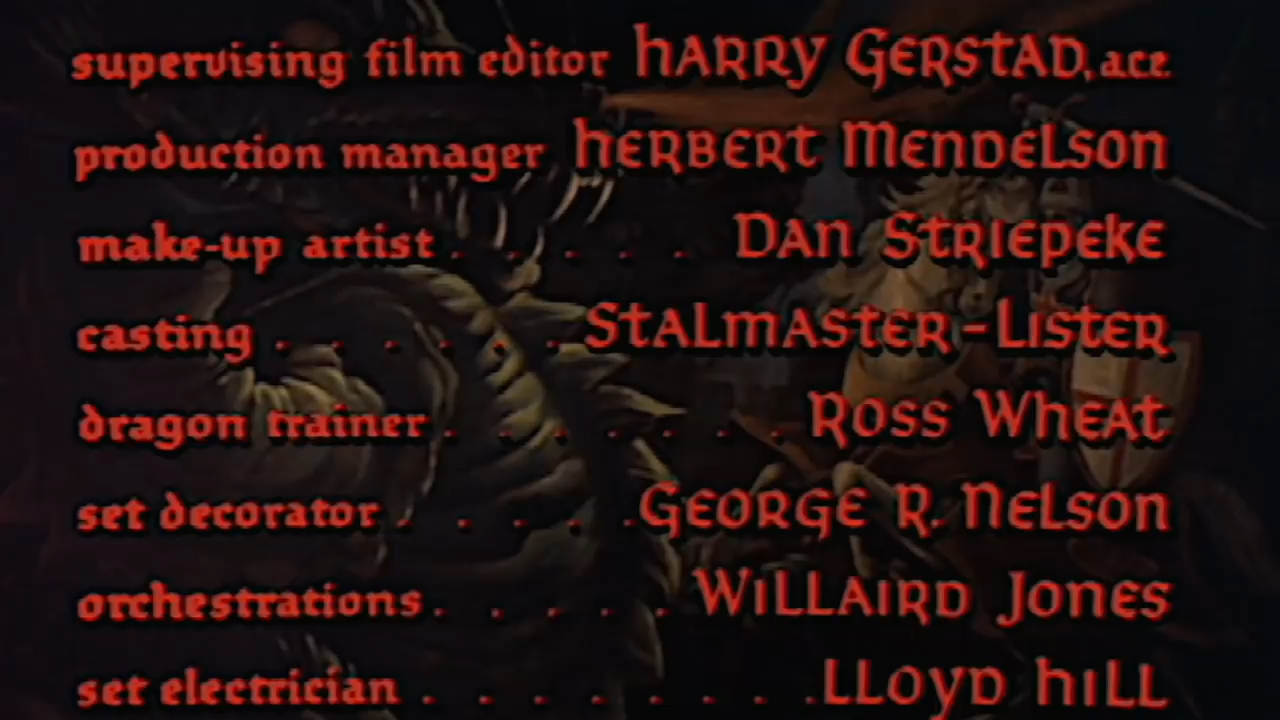 supervising film editor HARRY GERSTAD, a.c.e.
production manager HERBERT MENDELSON
make-up artist . . . . . DAN STRIEPEKE
casting . . . . . . STALMASTER-LISTER
dragon trainer . . . . . . . ROSS WHEAT
set decorator . . . . . GEORGE R. NELSON
orchestrations . . . . . WILLAIRD JONES
set electrician . . . . . . . . LLOYD HILL